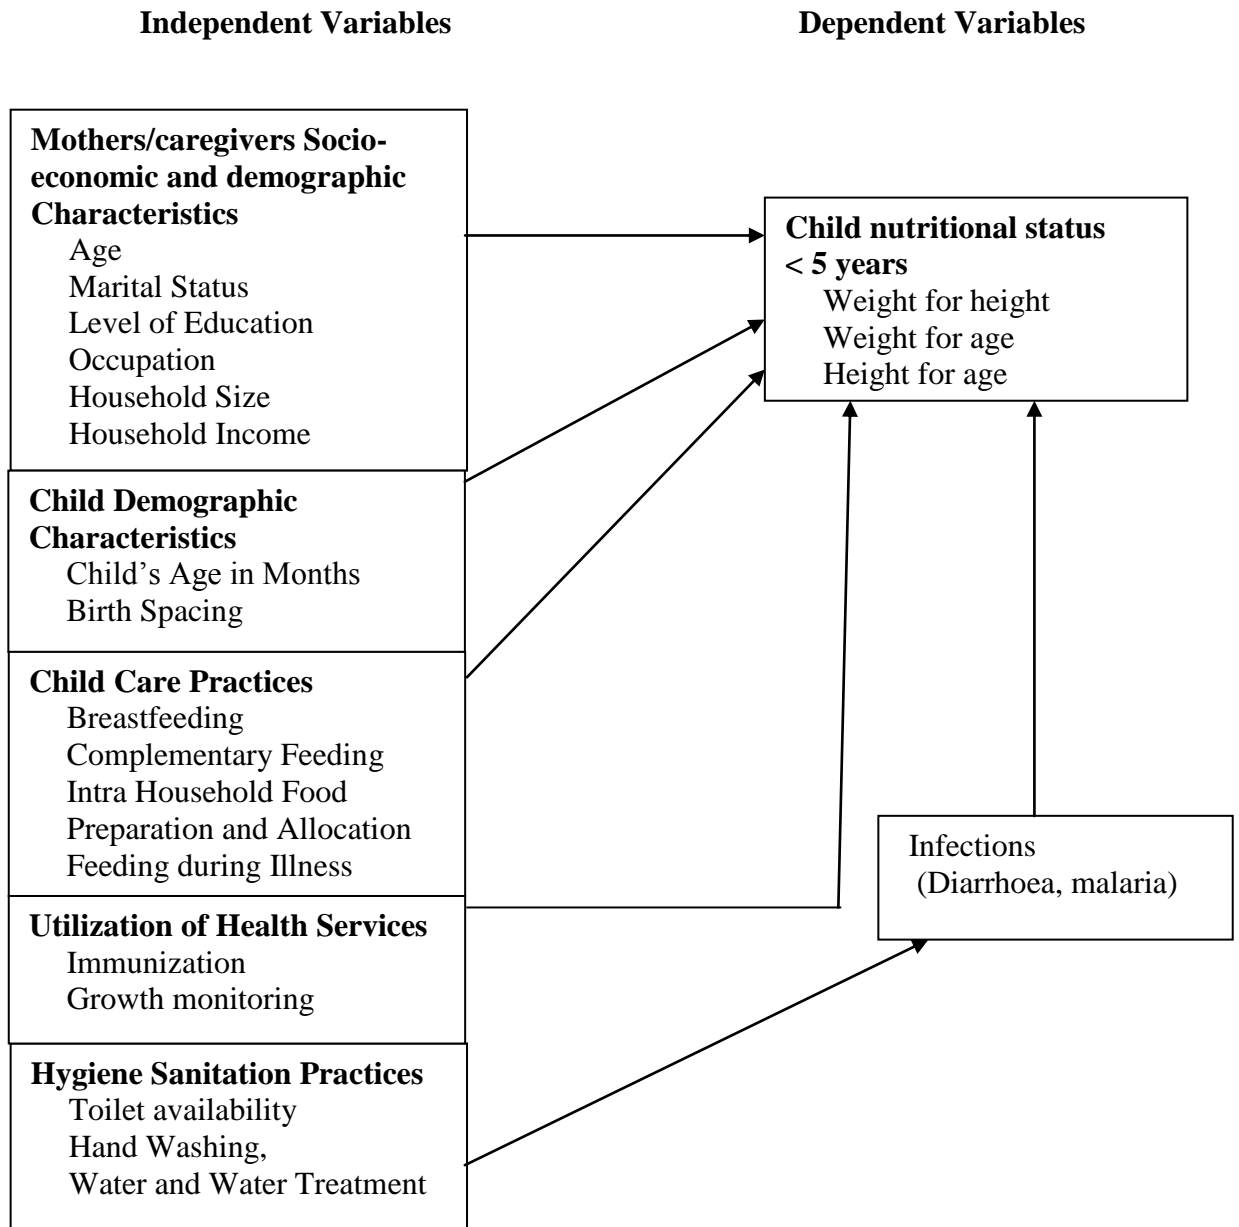 Independent Variables
Dependent Variables
Mothers/caregivers Socio-
economic and demographic
Characteristics
Age
Marital Status
Level of Education
Occupation
Household Size
Household Income
Child Demographic
Characteristics
Child’s Age in Months
Birth Spacing
Child Care Practices
Breastfeeding
Complementary Feeding
Intra Household Food
Preparation and Allocation
Feeding during Illness
Utilization of Health Services
Immunization
Growth monitoring
Hygiene Sanitation Practices
Toilet availability
Hand Washing,
Water and Water Treatment
Child nutritional status
< 5 years
Weight for height
Weight for age
Height for age
Infections
(Diarrhoea, malaria)